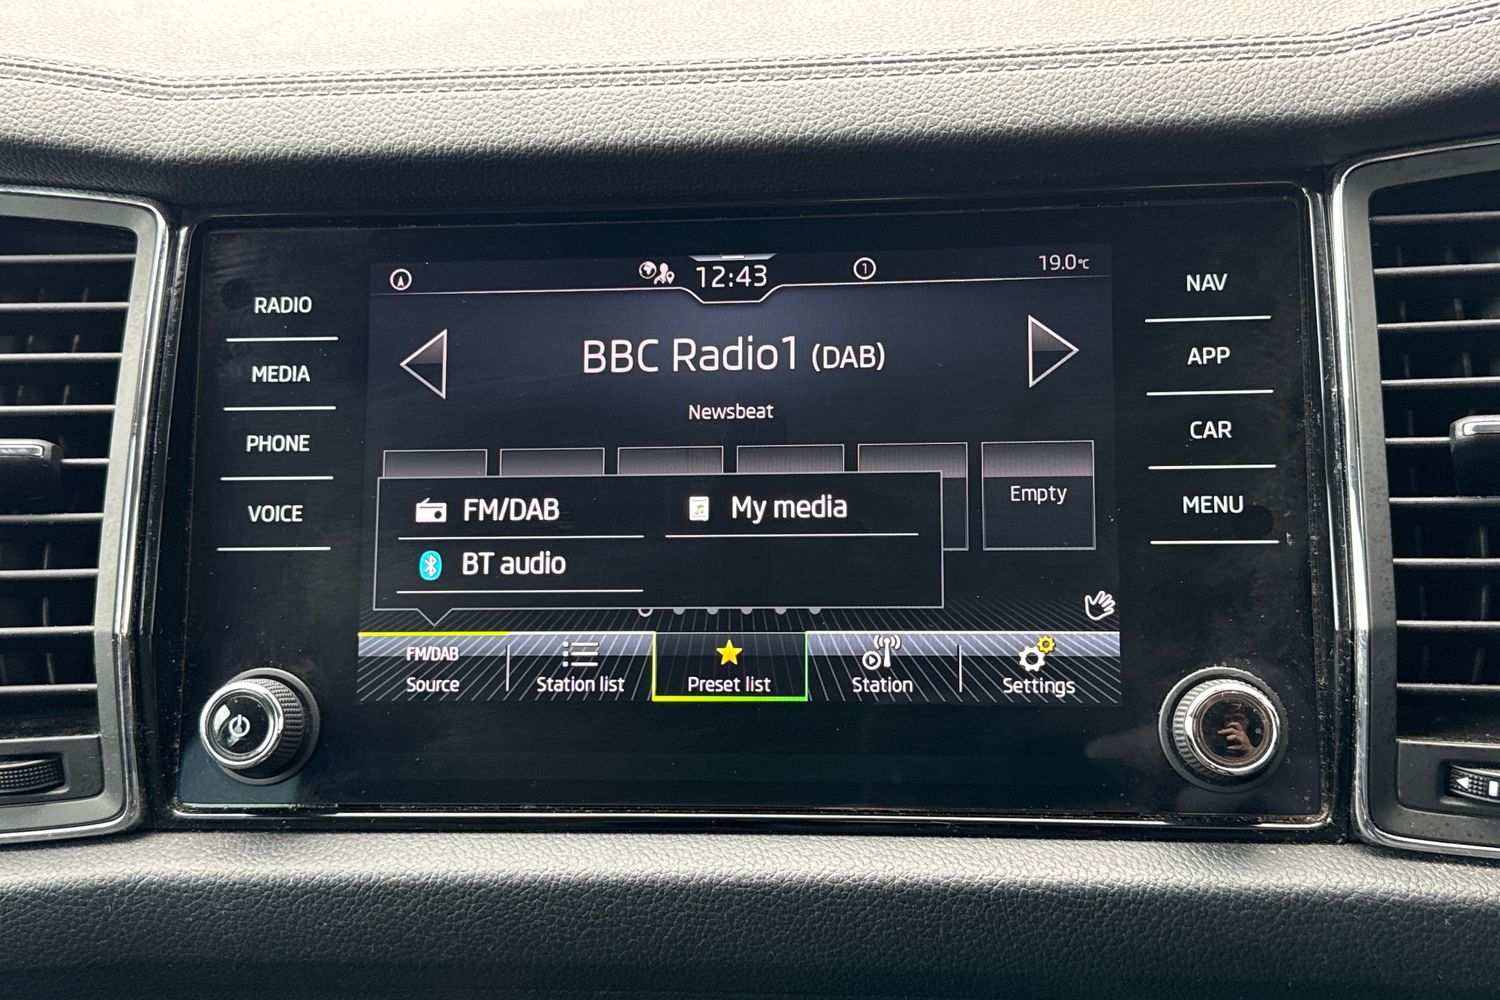 12:43
1
19.0°C
RADIO
MEDIA
PHONE
VOICE
BBC Radio1 (DAB)
Newsbeat
Empty
FM/DAB
My media
BT audio
FM/DAB
Source
Station list
Preset list
Station
Settings
NAV
APP
CAR
MENU